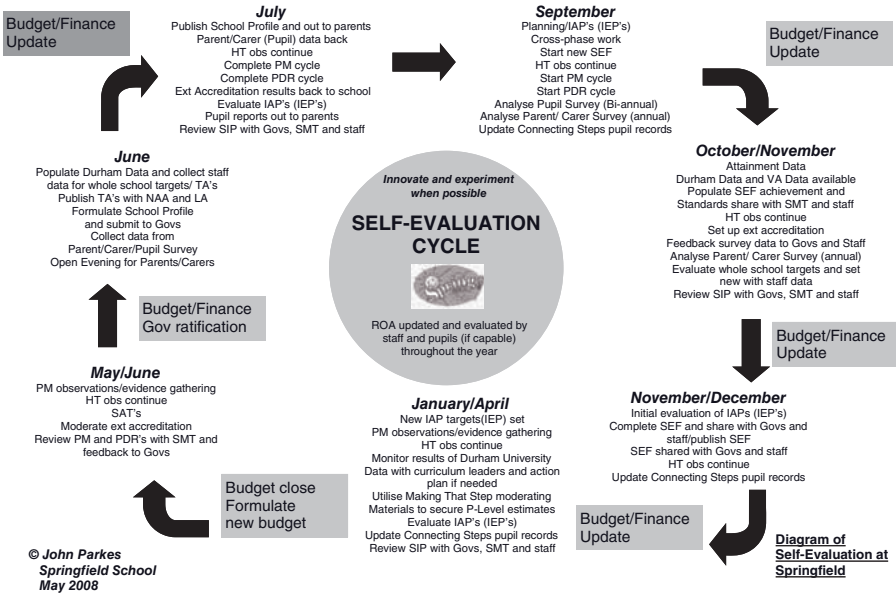 Budget/Finance
Update
July
Publish School Profile and out to parents
Parent/Carer (Pupil) data back
HT obs continue
Complete PM cycle
Complete PDR cycle
Ext Accreditation results back to school
Evaluate IAP's (IEP's)
Pupil reports out to parents
Review SIP with Govs, SMT and staff
September
Planning/IAP's (IEP's)
Cross-phase work
Start new SEF
HT obs continue
Start PM cycle
Start PDR cycle
Analyse Pupil Survey (Bi-annual)
Analyse Parent/ Carer Survey (annual)
Update Connecting Steps pupil records
Budget/Finance
Update
October/November
Attainment Data
Durham Data and VA Data available
Populate SEF achievement and
Standards share with SMT and staff
HT obs continue
Set up ext accreditation
Feedback survey data to Govs and Staff
Analyse Parent/ Carer Survey (annual)
Evaluate whole school targets and set
new with staff data
Review SIP with Govs, SMT and staff
Budget/Finance
Update
November/December
Initial evaluation of IAPs (IEP's)
Complete SEF and share with Govs and
staff/publish SEF
SEF shared with Govs and staff
HT obs continue
Update Connecting Steps pupil records
Budget/Finance
Update
January/April
New IAP targets(IEP) set
PM observations/evidence gathering
HT obs continue
Monitor results of Durham University
Data with curriculum leaders and action
plan if needed
Utilise Making That Step moderating
Materials to secure P-Level estimates
Evaluate IAP's (IEP's)
Update Connecting Steps pupil records
Review SIP with Govs, SMT and staff
Budget close
Formulate
new budget
May/June
PM observations/evidence gathering
HT obs continue
SAT's
Moderate ext accreditation
Review PM and PDR's with SMT and
feedback to Govs
Budget/Finance
Gov ratification
June
Populate Durham Data and collect staff
data for whole school targets/ TA's
Publish TA's with NAA and LA
Formulate School Profile
and submit to Govs
Collect data from
Parent/Carer/Pupil Survey
Open Evening for Parents/Carers
Innovate and experiment
when possible
SELF-EVALUATION
CYCLE
ROA updated and evaluated by
staff and pupils (if capable)
throughout the year
© John Parkes
Springfield School
May 2008
Diagram of
Self-Evaluation at
Springfield